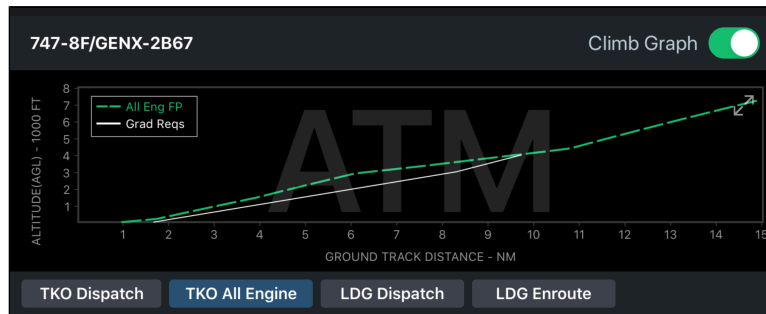 747-8F/GENX-2B67
Climb Graph
ALTITUDE(AGL) - 1000 FT
8
7
6
5
4
3
2
1
All Eng FP
Grad Reqs
ATM
1 2 3 4 5 6 7 8 9 10 11 12 13 14 15
GROUND TRACK DISTANCE - NM
TKO Dispatch
TKO All Engine
LDG Dispatch
LDG Enroute